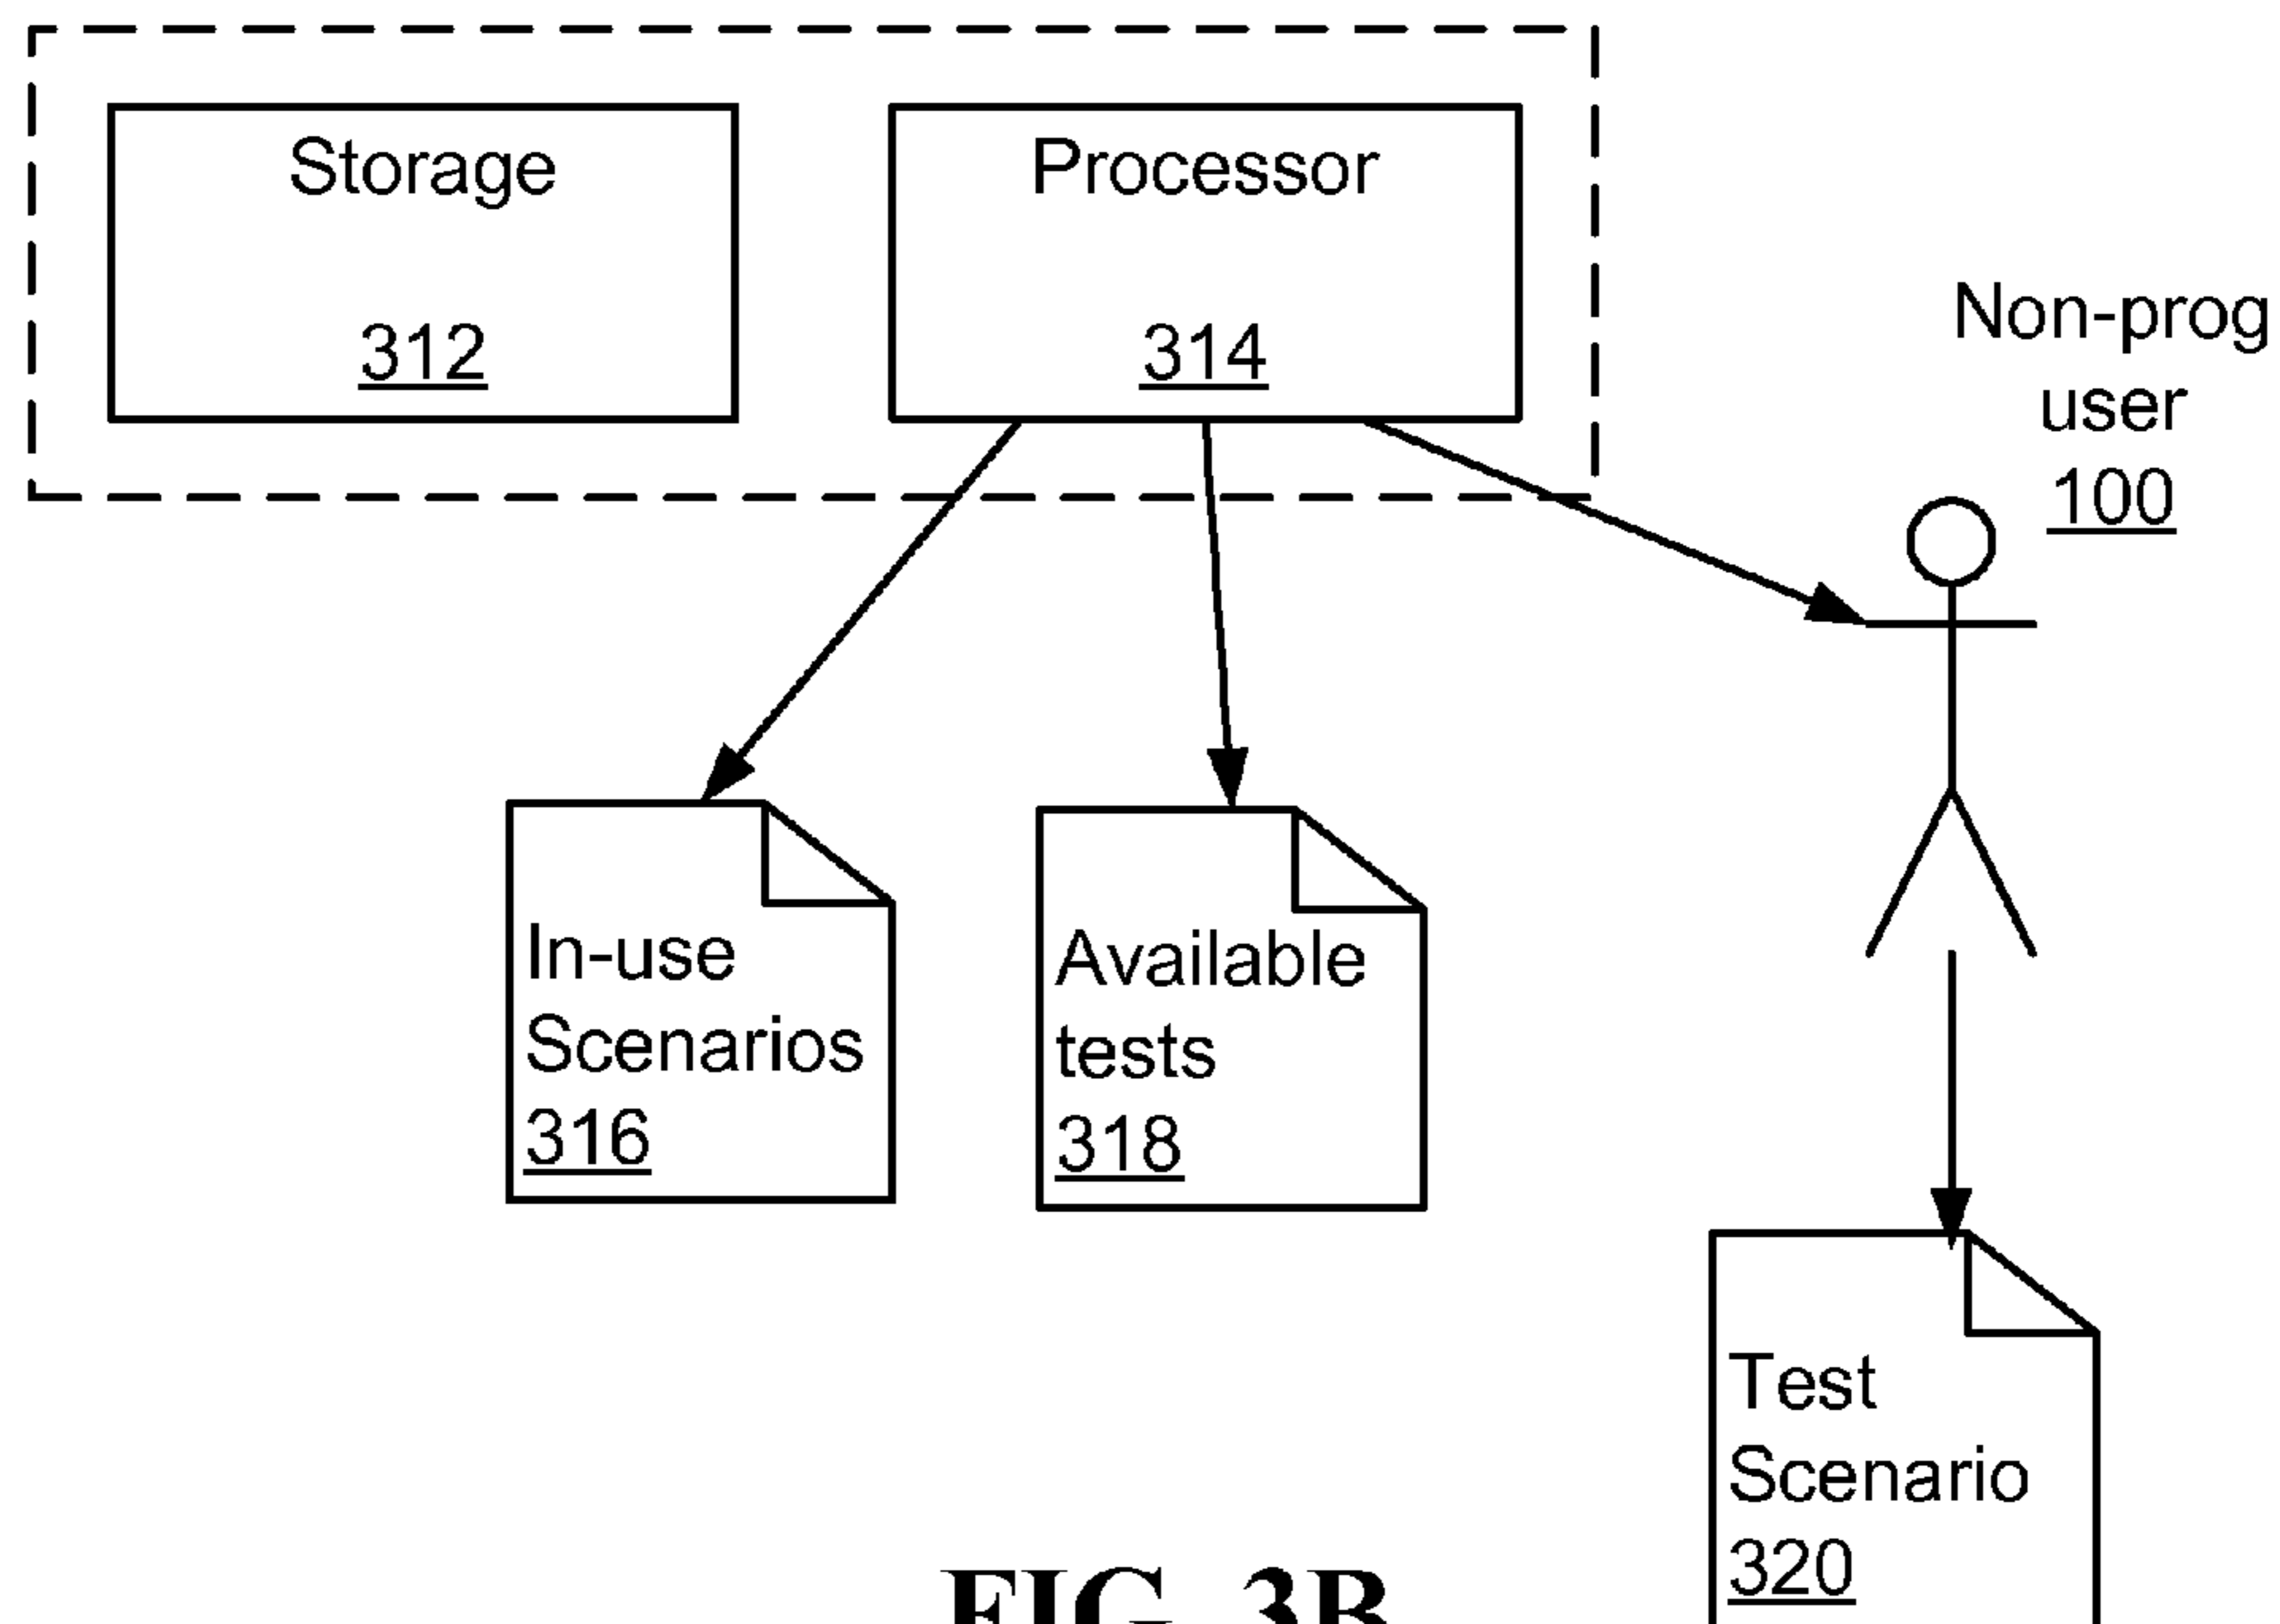 Storage
312
Processor
314
Non-prog
user
100
In-use
Scenarios
316
Available
tests
318
Test
Scenario
320
FIG. 3B